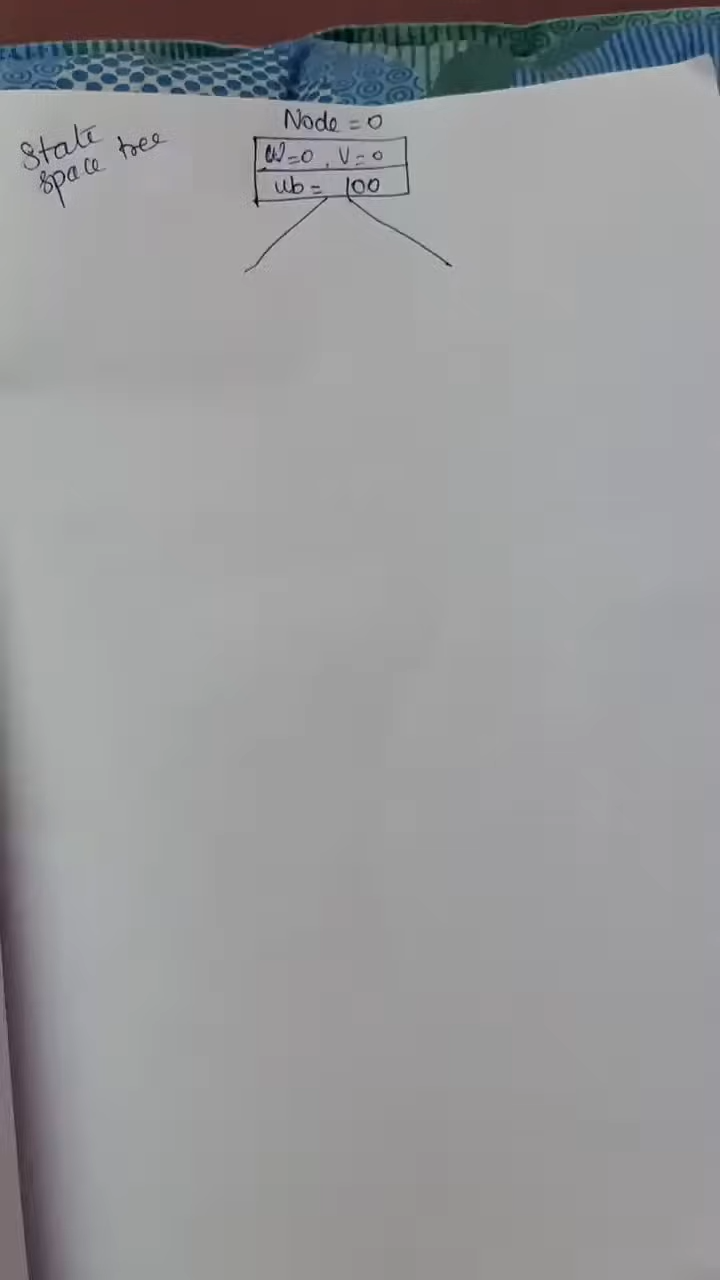 State
space tree
Node = 0
W=0, V=0
ub = 100